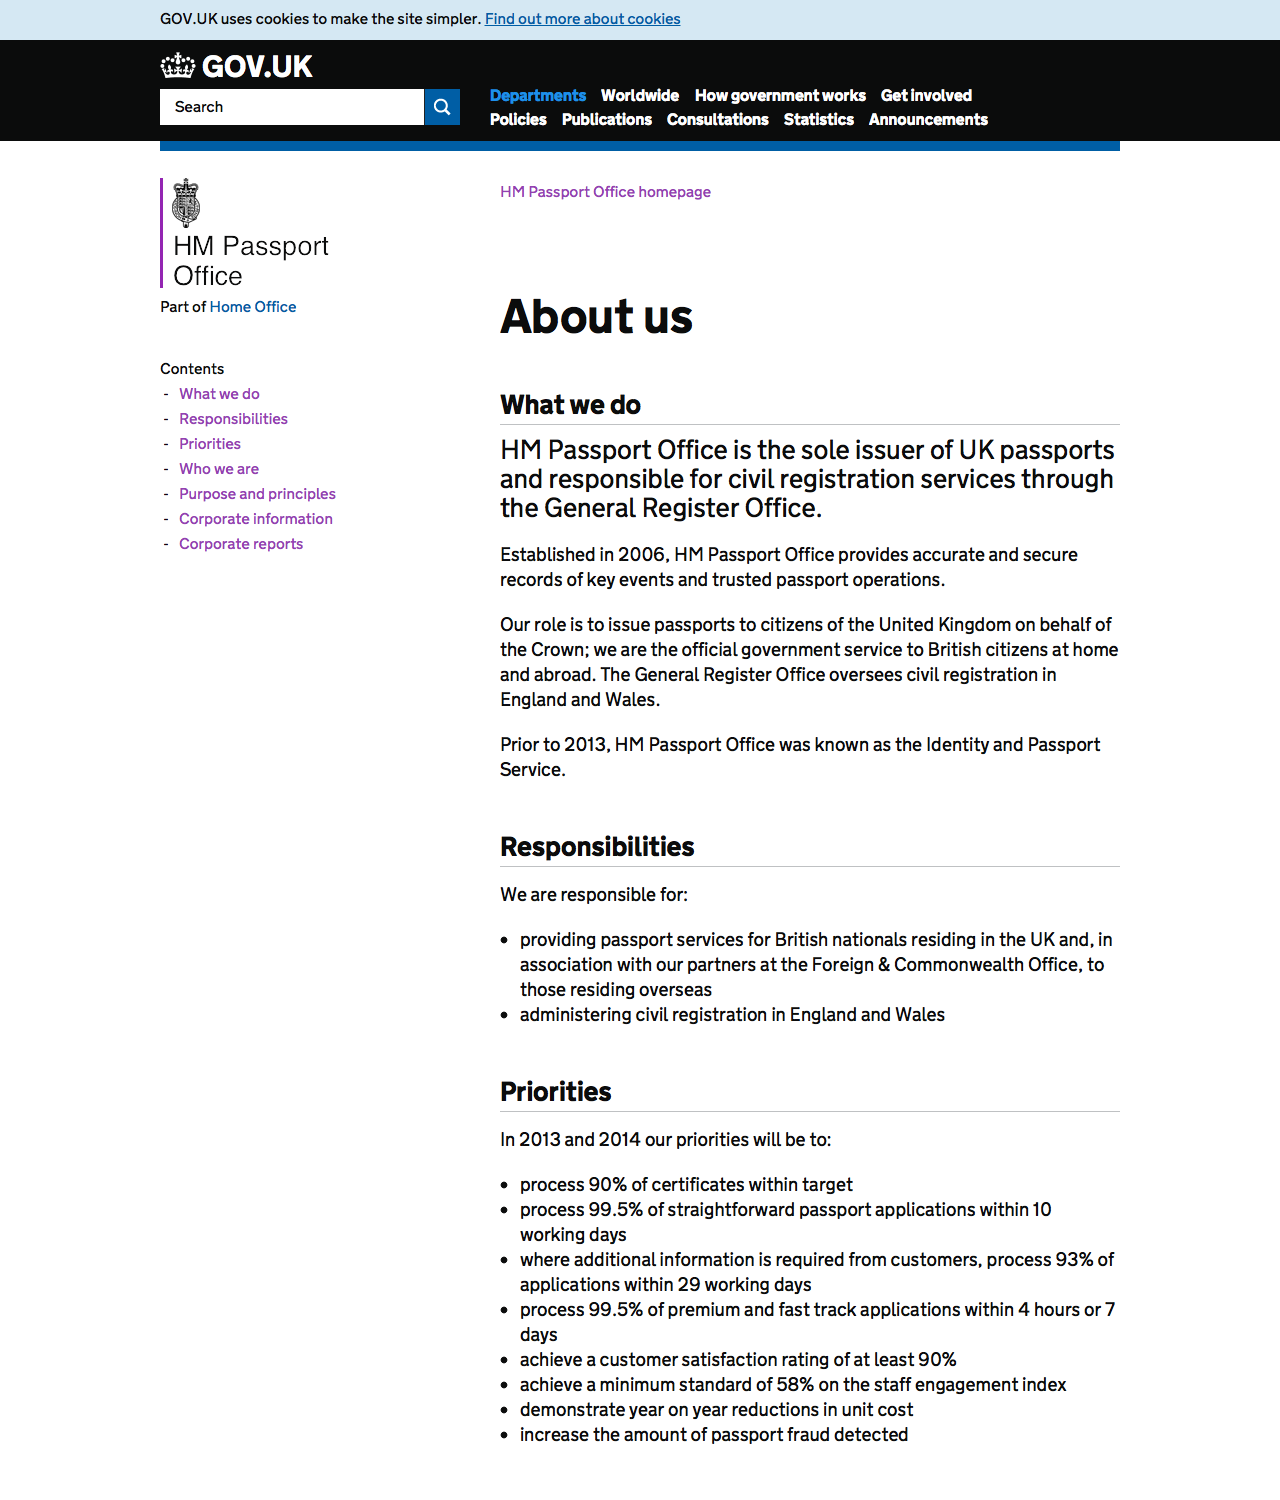 GOV.UK uses cookies to make the site simpler. Find out more about cookies
GOV.UK
Search
Departments Worldwide How government works Get involved
Policies Publications Consultations Statistics Announcements
HM Passport
Office
Part of Home Office
HM Passport Office homepage
About us
Contents
- What we do
- Responsibilities
- Priorities
- Who we are
- Purpose and principles
- Corporate information
- Corporate reports
What we do
HM Passport Office is the sole issuer of UK passports
and responsible for civil registration services through
the General Register Office.
Established in 2006, HM Passport Office provides accurate and secure
records of key events and trusted passport operations.
Our role is to issue passports to citizens of the United Kingdom on behalf of
the Crown; we are the official government service to British citizens at home
and abroad. The General Register Office oversees civil registration in
England and Wales.
Prior to 2013, HM Passport Office was known as the Identity and Passport
Service.
Responsibilities
We are responsible for:
• providing passport services for British nationals residing in the UK and, in
association with our partners at the Foreign & Commonwealth Office, to
those residing overseas
• administering civil registration in England and Wales
Priorities
In 2013 and 2014 our priorities will be to:
• process 90% of certificates within target
• process 99.5% of straightforward passport applications within 10
working days
• where additional information is required from customers, process 93% of
applications within 29 working days
• process 99.5% of premium and fast track applications within 4 hours or 7
days
• achieve a customer satisfaction rating of at least 90%
• achieve a minimum standard of 58% on the staff engagement index
• demonstrate year on year reductions in unit cost
• increase the amount of passport fraud detected